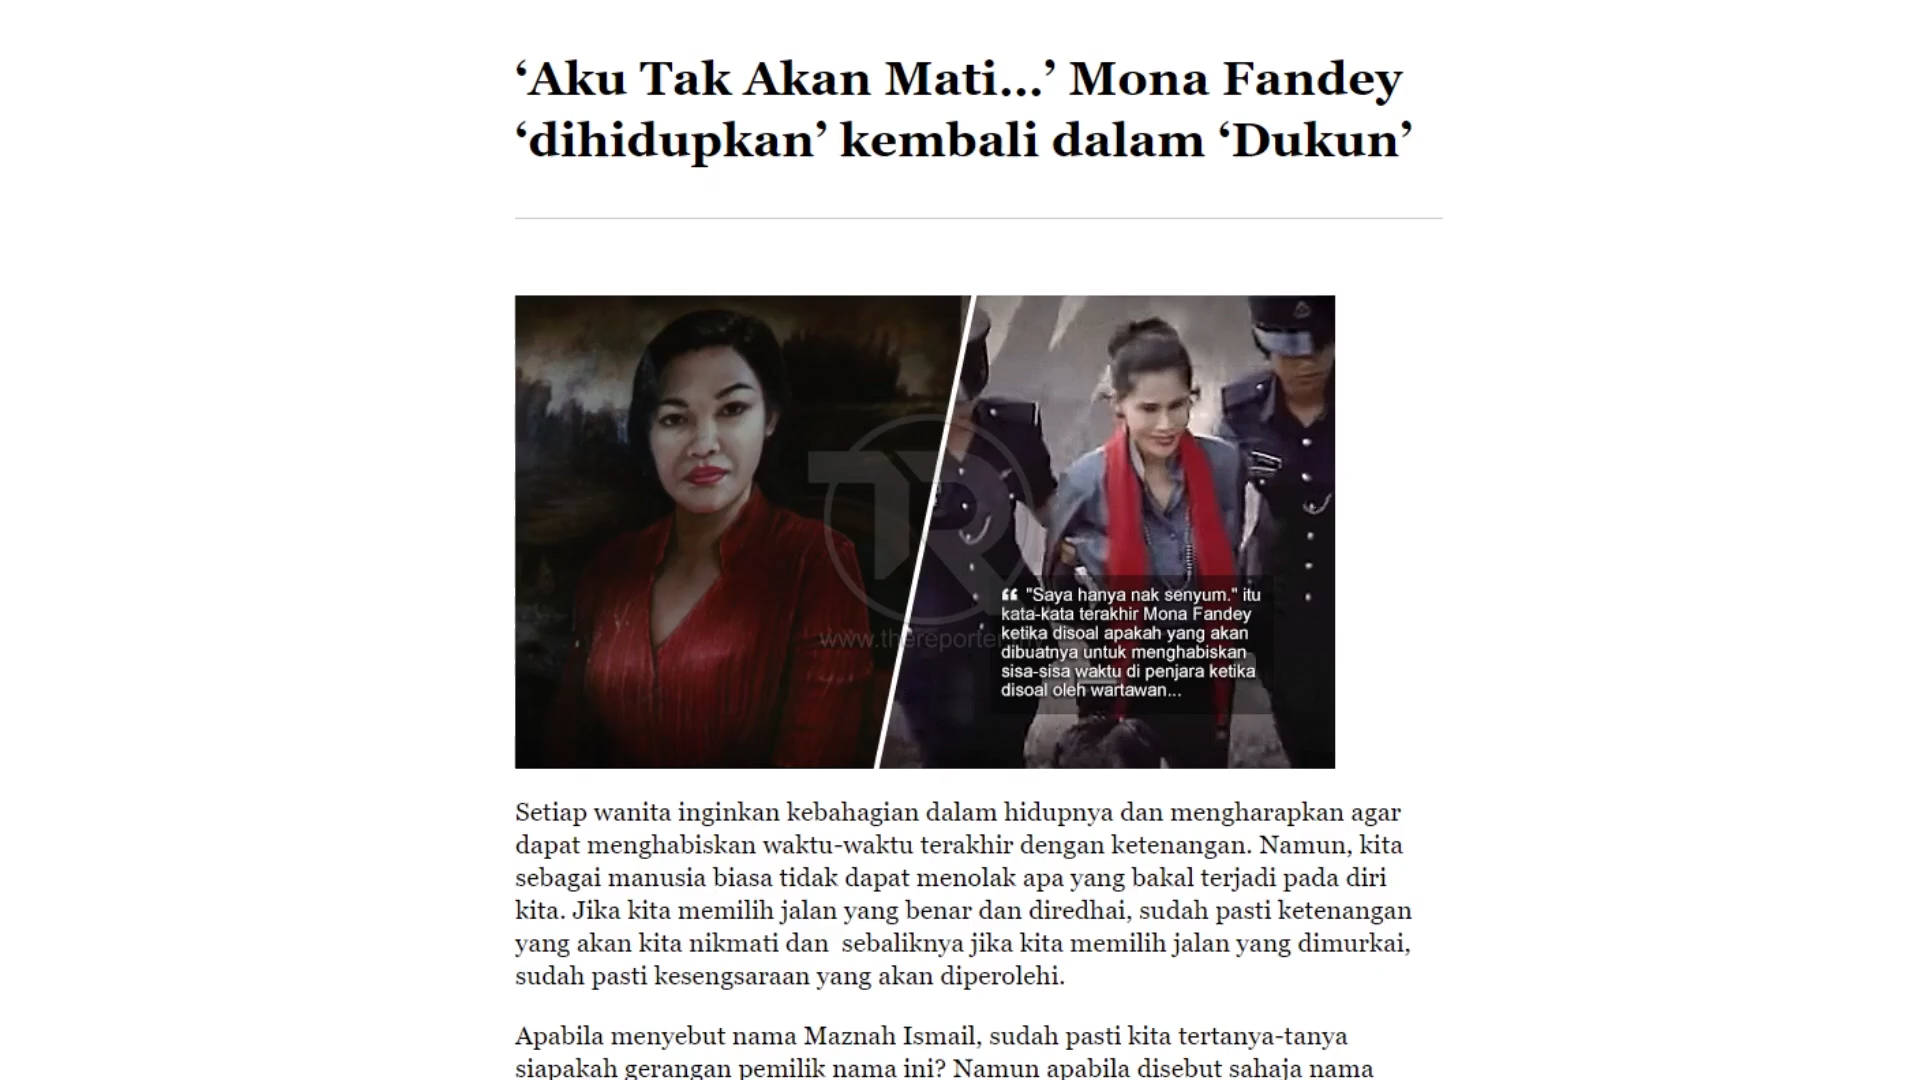 ‘Aku Tak Akan Mati...’ Mona Fandey
‘dihidupkan’ kembali dalam ‘Dukun’
"Saya hanya nak senyum." itu
kata-kata terakhir Mona Fandey
ketika disoal apakah yang akan
dibuatnya untuk menghabiskan
sisa-sisa waktu di penjara ketika
disoal oleh wartawan...
www.thereporter
Setiap wanita inginkan kebahagian dalam hidupnya dan mengharapkan agar
dapat menghabiskan waktu-waktu terakhir dengan ketenangan. Namun, kita
sebagai manusia biasa tidak dapat menolak apa yang bakal terjadi pada diri
kita. Jika kita memilih jalan yang benar dan diredhai, sudah pasti ketenangan
yang akan kita nikmati dan  sebaliknya jika kita memilih jalan yang dimurkai,
sudah pasti kesengsaraan yang akan diperolehi.
Apabila menyebut nama Maznah Ismail, sudah pasti kita tertanya-tanya
siapakah gerangan pemilik nama ini? Namun apabila disebut sahaja nama